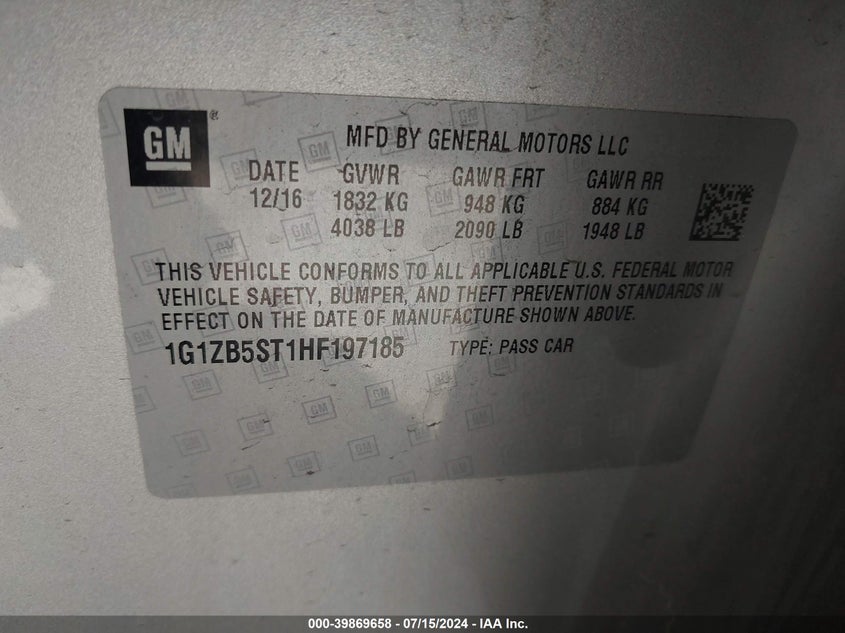 GM®
MFD BY GENERAL MOTORS LLC
DATE GVWR GAWR FRT GAWR RR
12/16 1832 KG 948 KG 884 KG
4038 LB 2090 LB 1948 LB
THIS VEHICLE CONFORMS TO ALL APPLICABLE U.S. FEDERAL MOTOR
VEHICLE SAFETY, BUMPER, AND THEFT PREVENTION STANDARDS IN
EFFECT ON THE DATE OF MANUFACTURE SHOWN ABOVE.
1G1ZB5ST1HF197185 TYPE: PASS CAR
000-39869658 / 07/15/2024 - IAA Inc.